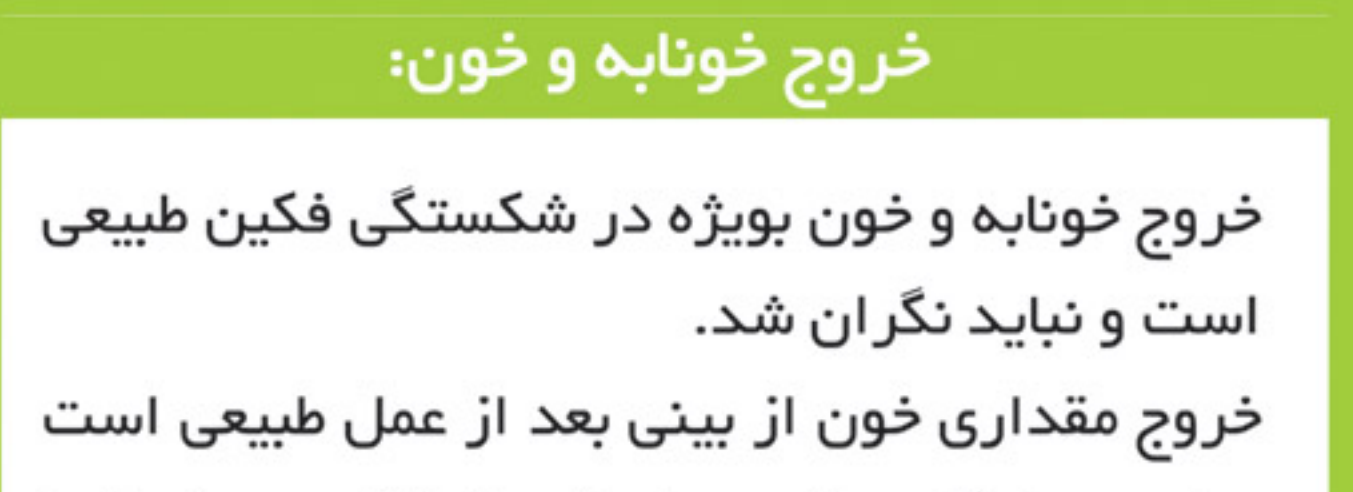 خروج خونابه و خون:
خروج خونابه و خون بویژه در شکستگی فکین طبیعی
است و نباید نگران شد.
خروج مقداری خون از بینی بعد از عمل طبیعی است